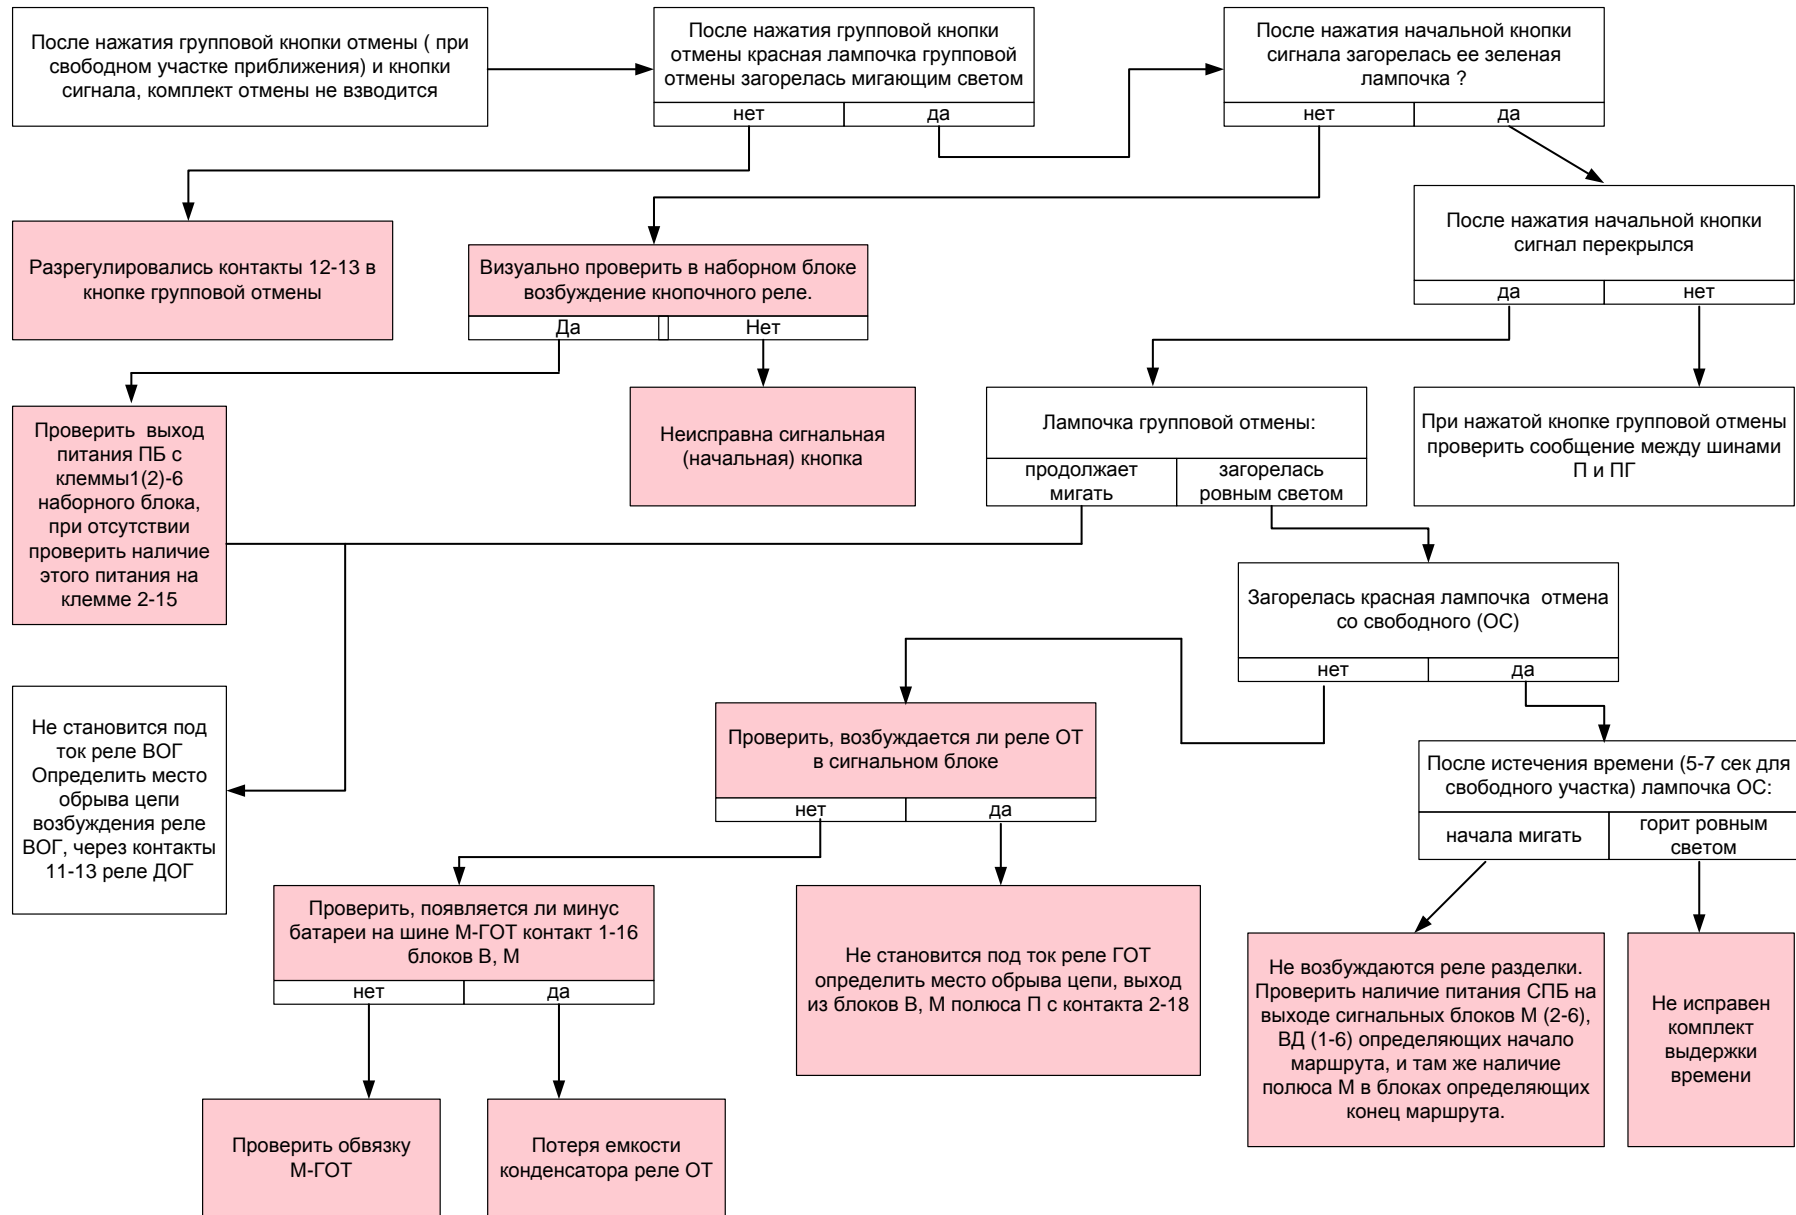 После нажатия групповой кнопки отмены ( при
свободном участке приближения) и кнопки
сигнала, комплект отмены не взводится
После нажатия групповой кнопки
отмены красная лампочка групповой
отмены загорелась мигающим светом
нет
да
После нажатия начальной кнопки
сигнала загорелась ее зеленая
лампочка ?
нет
да
Разрегулировались контакты 12-13 в
кнопке групповой отмены
Визуально проверить в наборном блоке
возбуждение кнопочного реле.
Да
Нет
После нажатия начальной кнопки
сигнал перекрылся
да
нет
Проверить выход
питания ПБ с
клеммы1(2)-6
наборного блока,
при отсутствии
проверить наличие
этого питания на
клемме 2-15
Неисправна сигнальная
(начальная) кнопка
Лампочка групповой отмены:
продолжает
мигать
загорелась
ровным светом
При нажатой кнопке групповой отмены
проверить сообщение между шинами
П и ПГ
Загорелась красная лампочка отмена
со свободного (ОС)
нет
да
Не становится под
ток реле ВОГ
Определить место
обрыва цепи
возбуждения реле
ВОГ, через контакты
11-13 реле ДОГ
Проверить, возбуждается ли реле ОТ
в сигнальном блоке
нет
да
После истечения времени (5-7 сек для
свободного участка) лампочка ОС:
начала мигать
горит ровным
светом
Проверить, появляется ли минус
батареи на шине М-ГОТ контакт 1-16
блоков В, М
нет
да
Не становится под ток реле ГОТ
определить место обрыва цепи, выход
из блоков В, М полюса П с контакта 2-18
Не возбуждаются реле разделки.
Проверить наличие питания СПБ на
выходе сигнальных блоков М (2-6),
ВД (1-6) определяющих начало
маршрута, и там же наличие
полюса М в блоках определяющих
конец маршрута.
Не исправен
комплект
выдержки
времени
Проверить обвязку
М-ГОТ
Потеря емкости
конденсатора реле ОТ